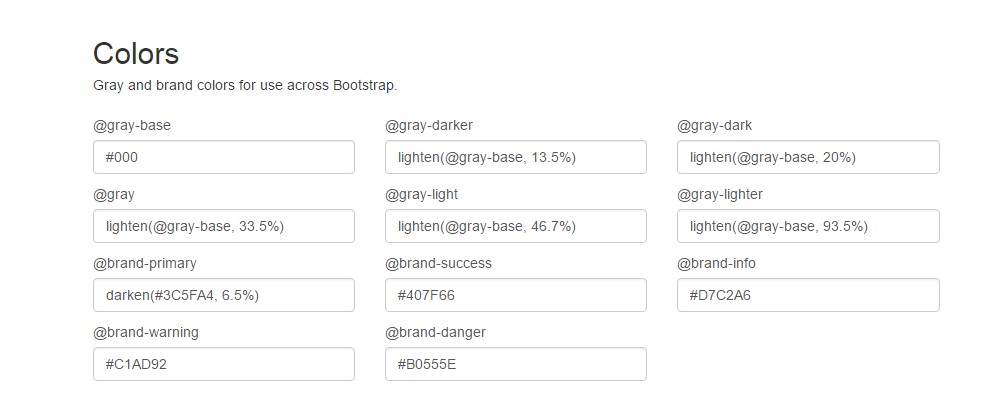 Colors
Gray and brand colors for use across Bootstrap.
@gray-base @gray-darker @gray-dark
#000 lighten(@gray-base, 13.5%) lighten(@gray-base, 20%)
@gray @gray-light @gray-lighter
lighten(@gray-base, 33.5%) lighten(@gray-base, 46.7%) lighten(@gray-base, 93.5%)
@brand-primary @brand-success @brand-info
darken(#3C5FA4, 6.5%) #407F66 #D7C2A6
@brand-warning @brand-danger
#C1AD92 #B0555E